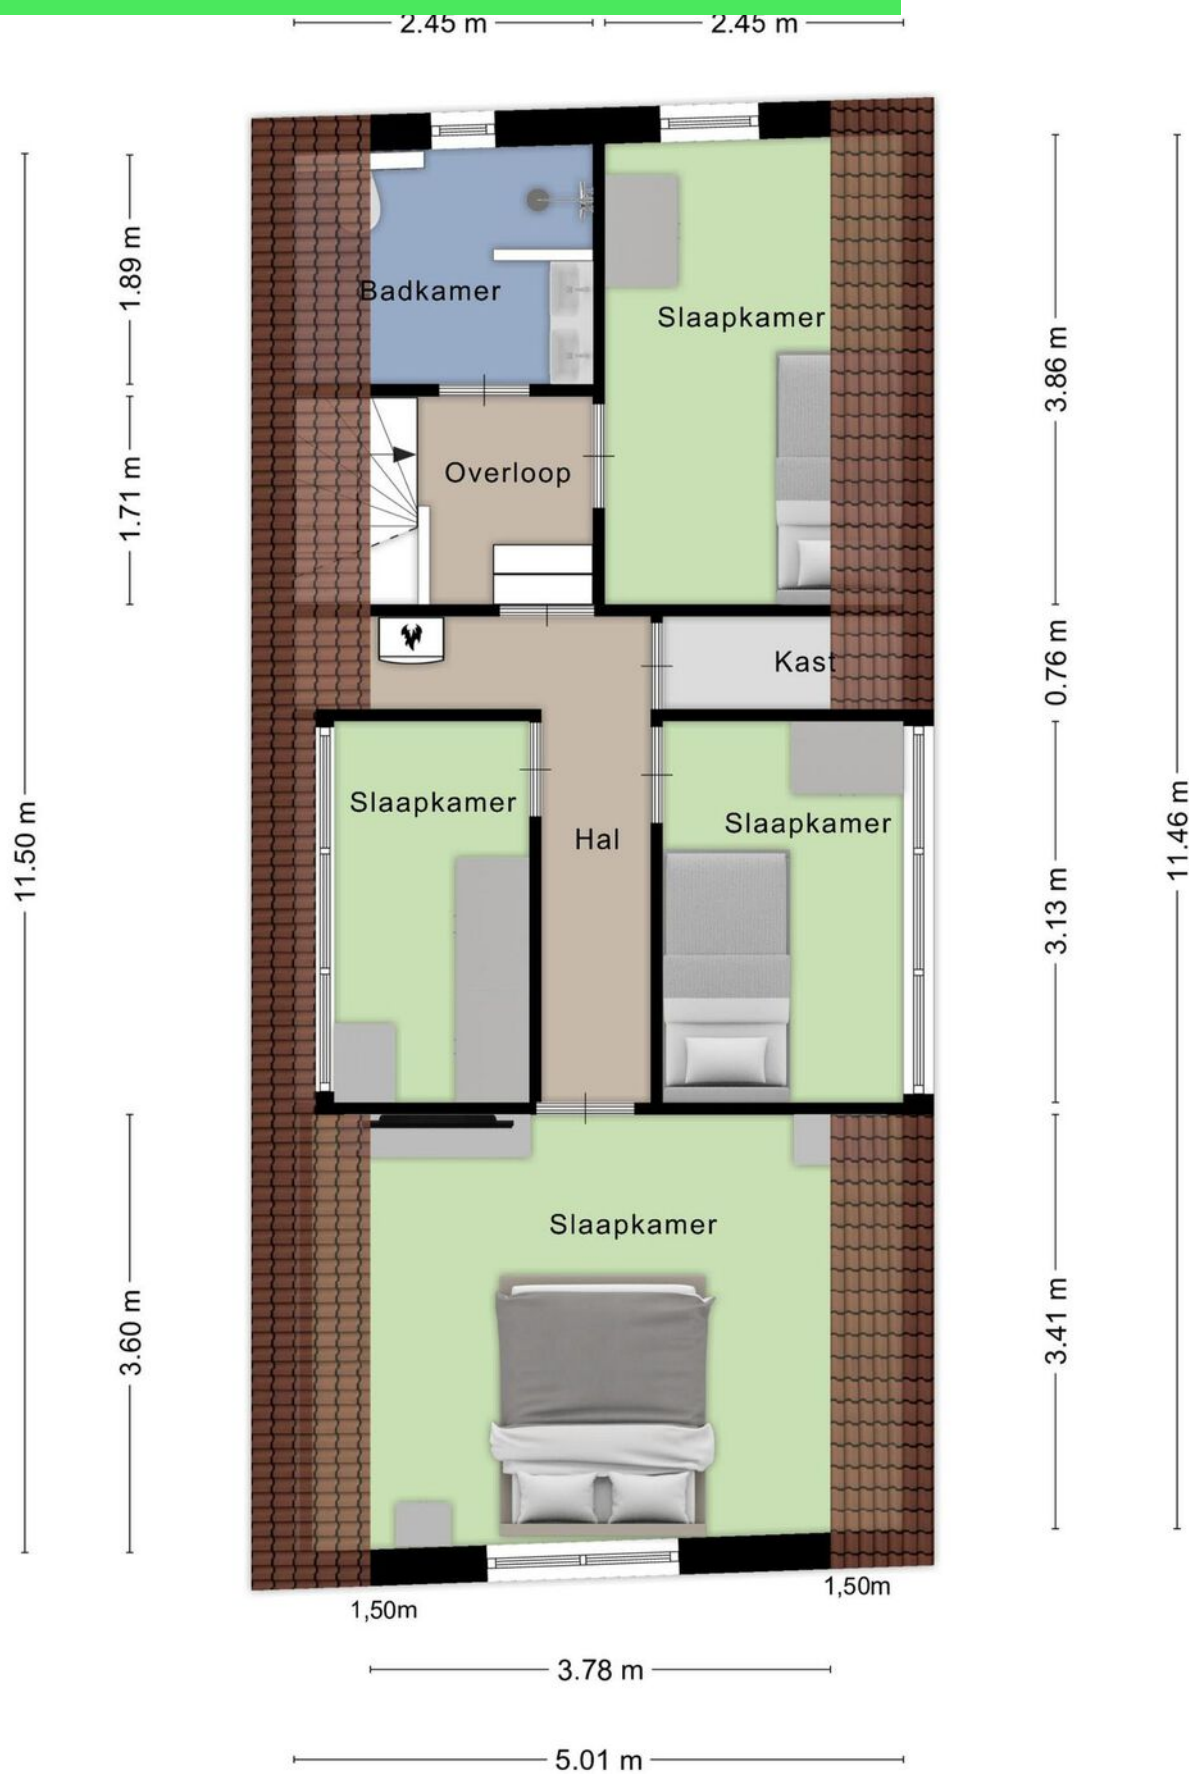 2.45 m
2.45 m
1.89 m
Badkamer
Slaapkamer
3.86 m
Overloop
1.71 m
Kast
0.76 m
Slaapkamer
Slaapkamer
Hal
11.50 m
11.46 m
3.13 m
Slaapkamer
3.60 m
3.41 m
1,50m
1,50m
3.78 m
5.01 m